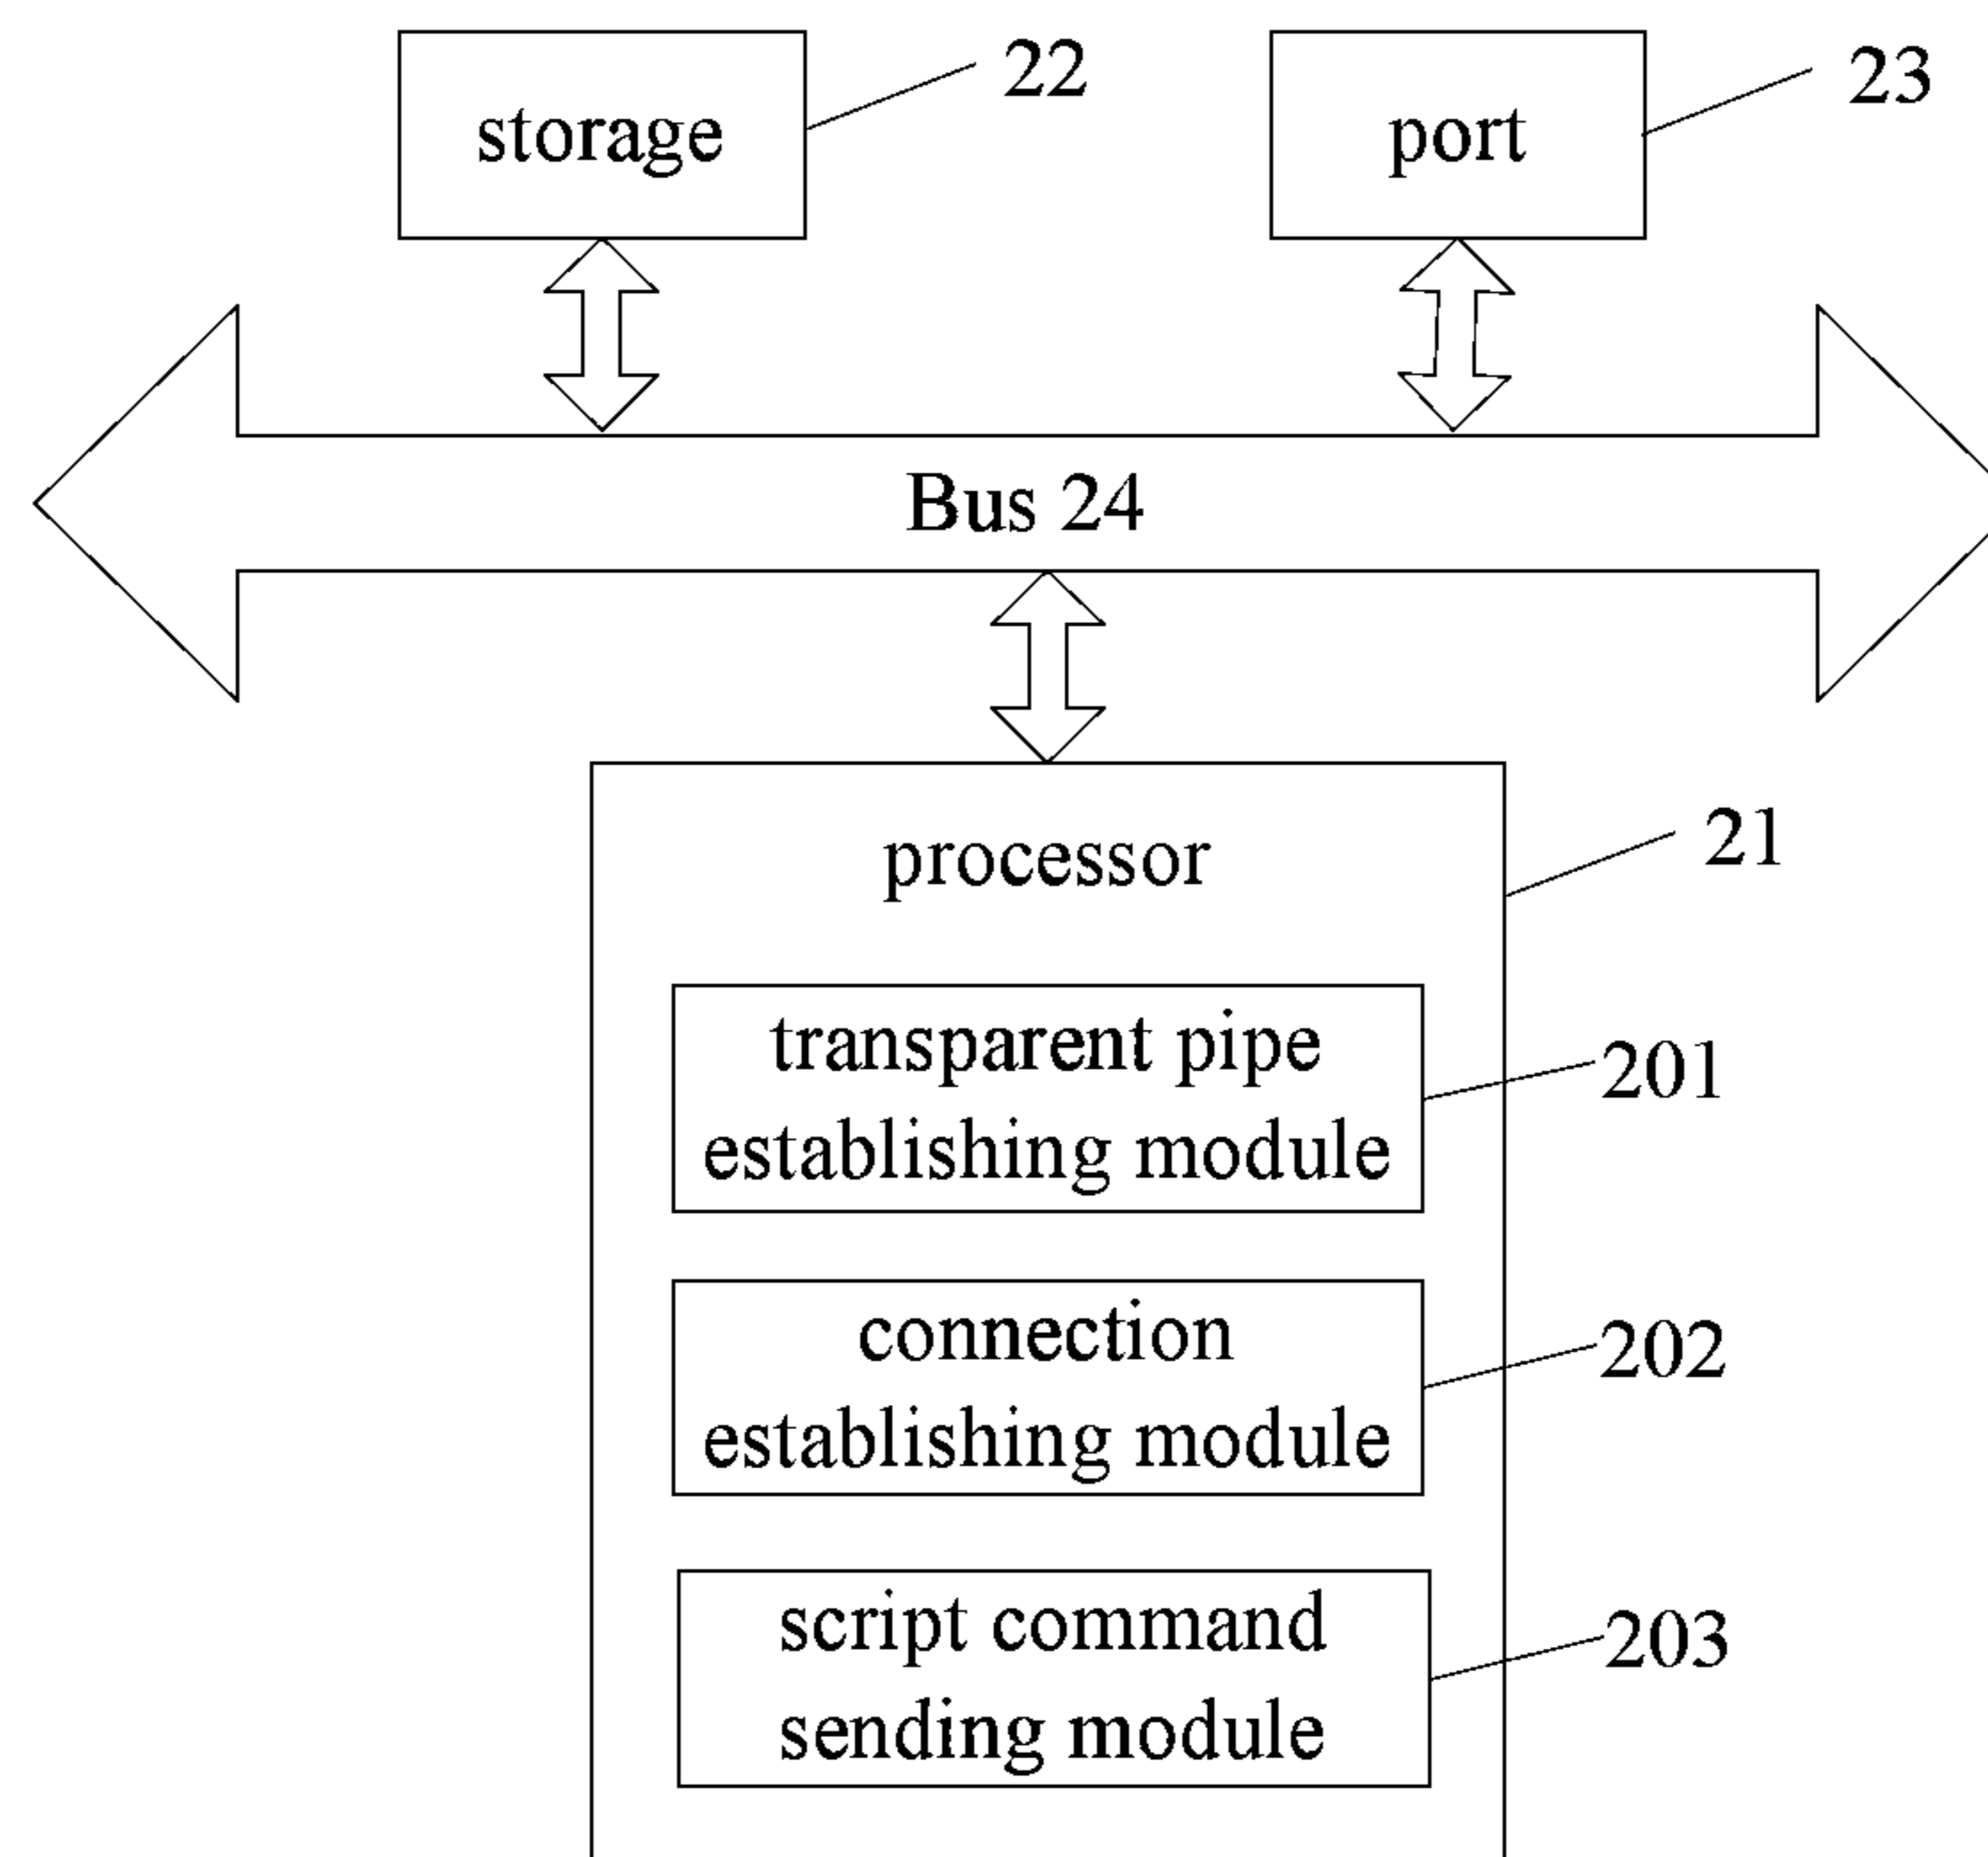 storage
22
port
23
Bus 24
processor
21
transparent pipe
establishing module
201
connection
establishing module
202
script command
sending module
203